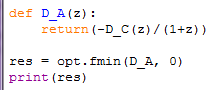 def D_A(z):
    return(-D_C(z)/(1+z))
res = opt.fmin(D_A, 0)
print(res)